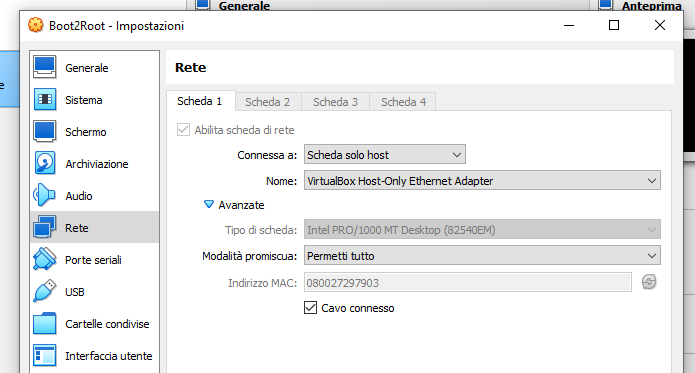 Generale
Anteprima
Boot2Root - Impostazioni
Generale
Sistema
Schermo
Archiviazione
Audio
Rete
Porte seriali
USB
Cartelle condivise
Interfaccia utente
Rete
Scheda 1 Scheda 2 Scheda 3 Scheda 4
Abilita scheda di rete
Connessa a: Scheda solo host
Nome: VirtualBox Host-Only Ethernet Adapter
Avanzate
Tipo di scheda: Intel PRO/1000 MT Desktop (82540EM)
Modalità promiscua: Permetti tutto
Indirizzo MAC: 080027297903
Cavo connesso